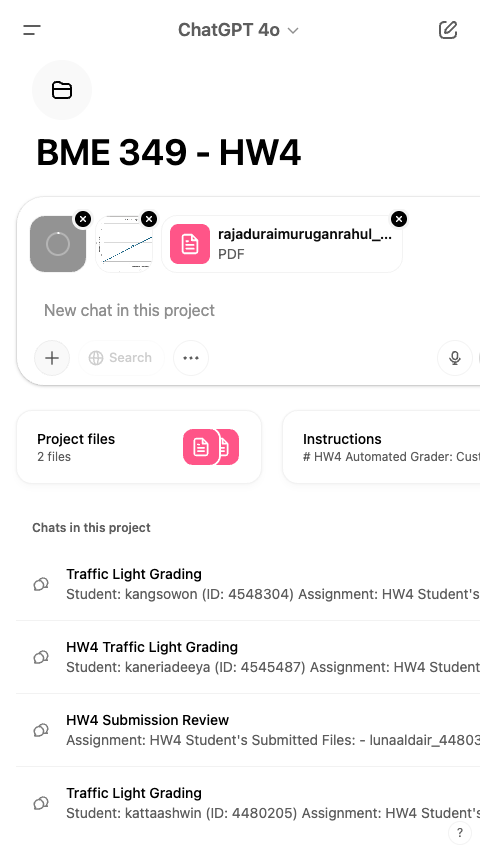 ChatGPT 4o
BME 349 - HW4
rajaduraimuruganrahul_...
PDF
New chat in this project
Search
Project files
2 files
Instructions
# HW4 Automated Grader: Cust
Chats in this project
Traffic Light Grading
Student: kangsowon (ID: 4548304) Assignment: HW4 Student's
HW4 Traffic Light Grading
Student: kaneriadeeya (ID: 4545487) Assignment: HW4 Student
HW4 Submission Review
Assignment: HW4 Student's Submitted Files: - lunaaldair_44803
Traffic Light Grading
Student: kattaashwin (ID: 4480205) Assignment: HW4 Student's
?